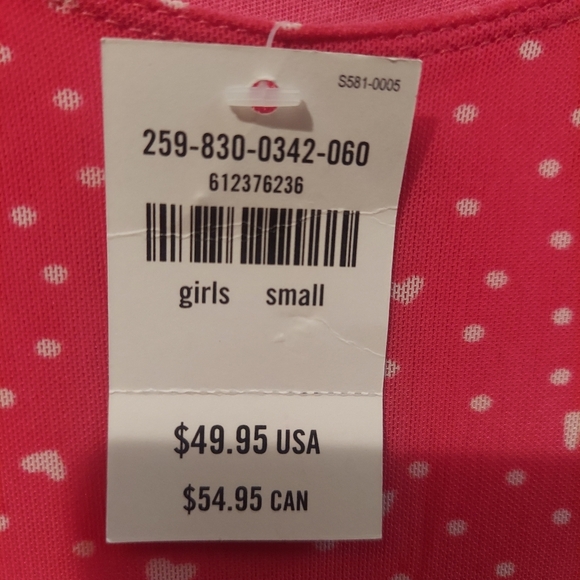 S581-0005
259-830-0342-060
612376236
girls small
$49.95 USA
$54.95 CAN